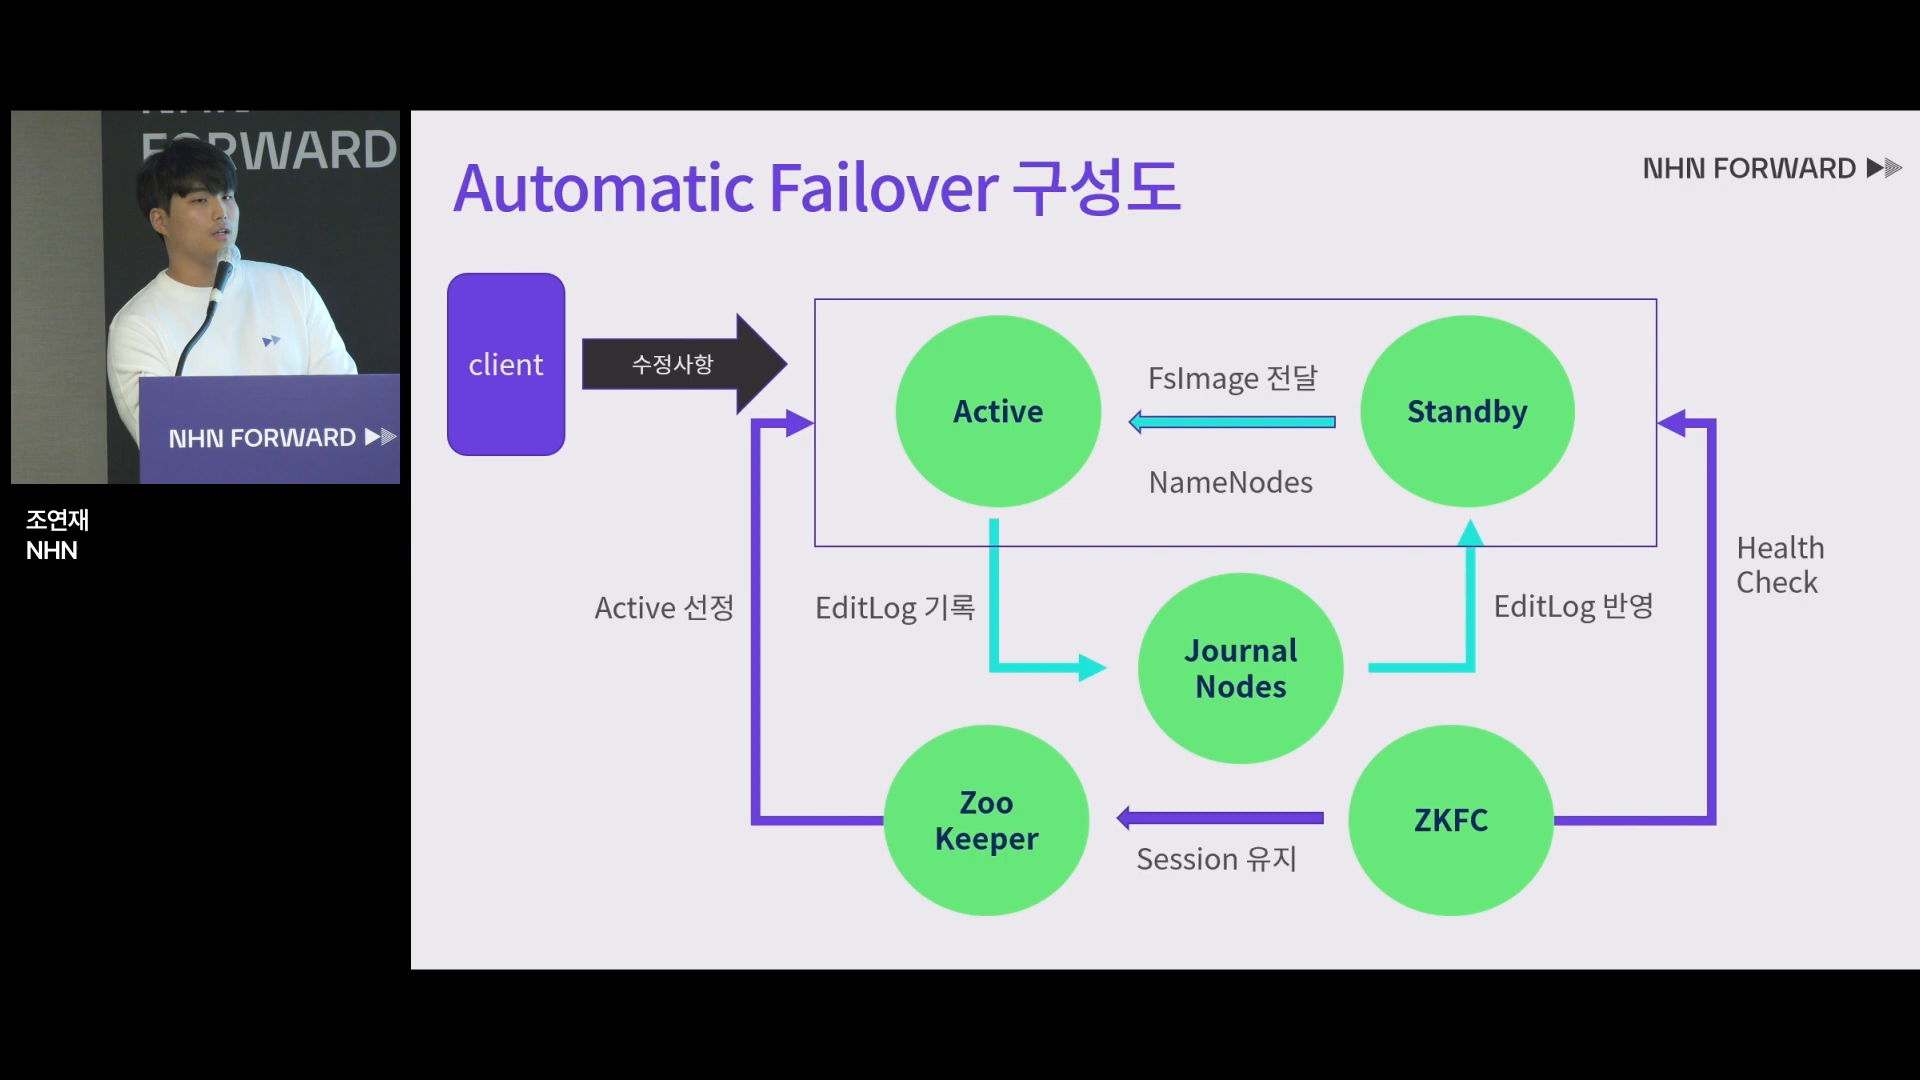 FORWARD
NHN FORWARD
조연재
NHN
Automatic Failover 구성도
NHN FORWARD
client
수정사항
Active
FsImage 전달
NameNodes
Standby
Active 선정
EditLog 기록
Journal
Nodes
EditLog 반영
Health
Check
Zoo
Keeper
Session 유지
ZKFC